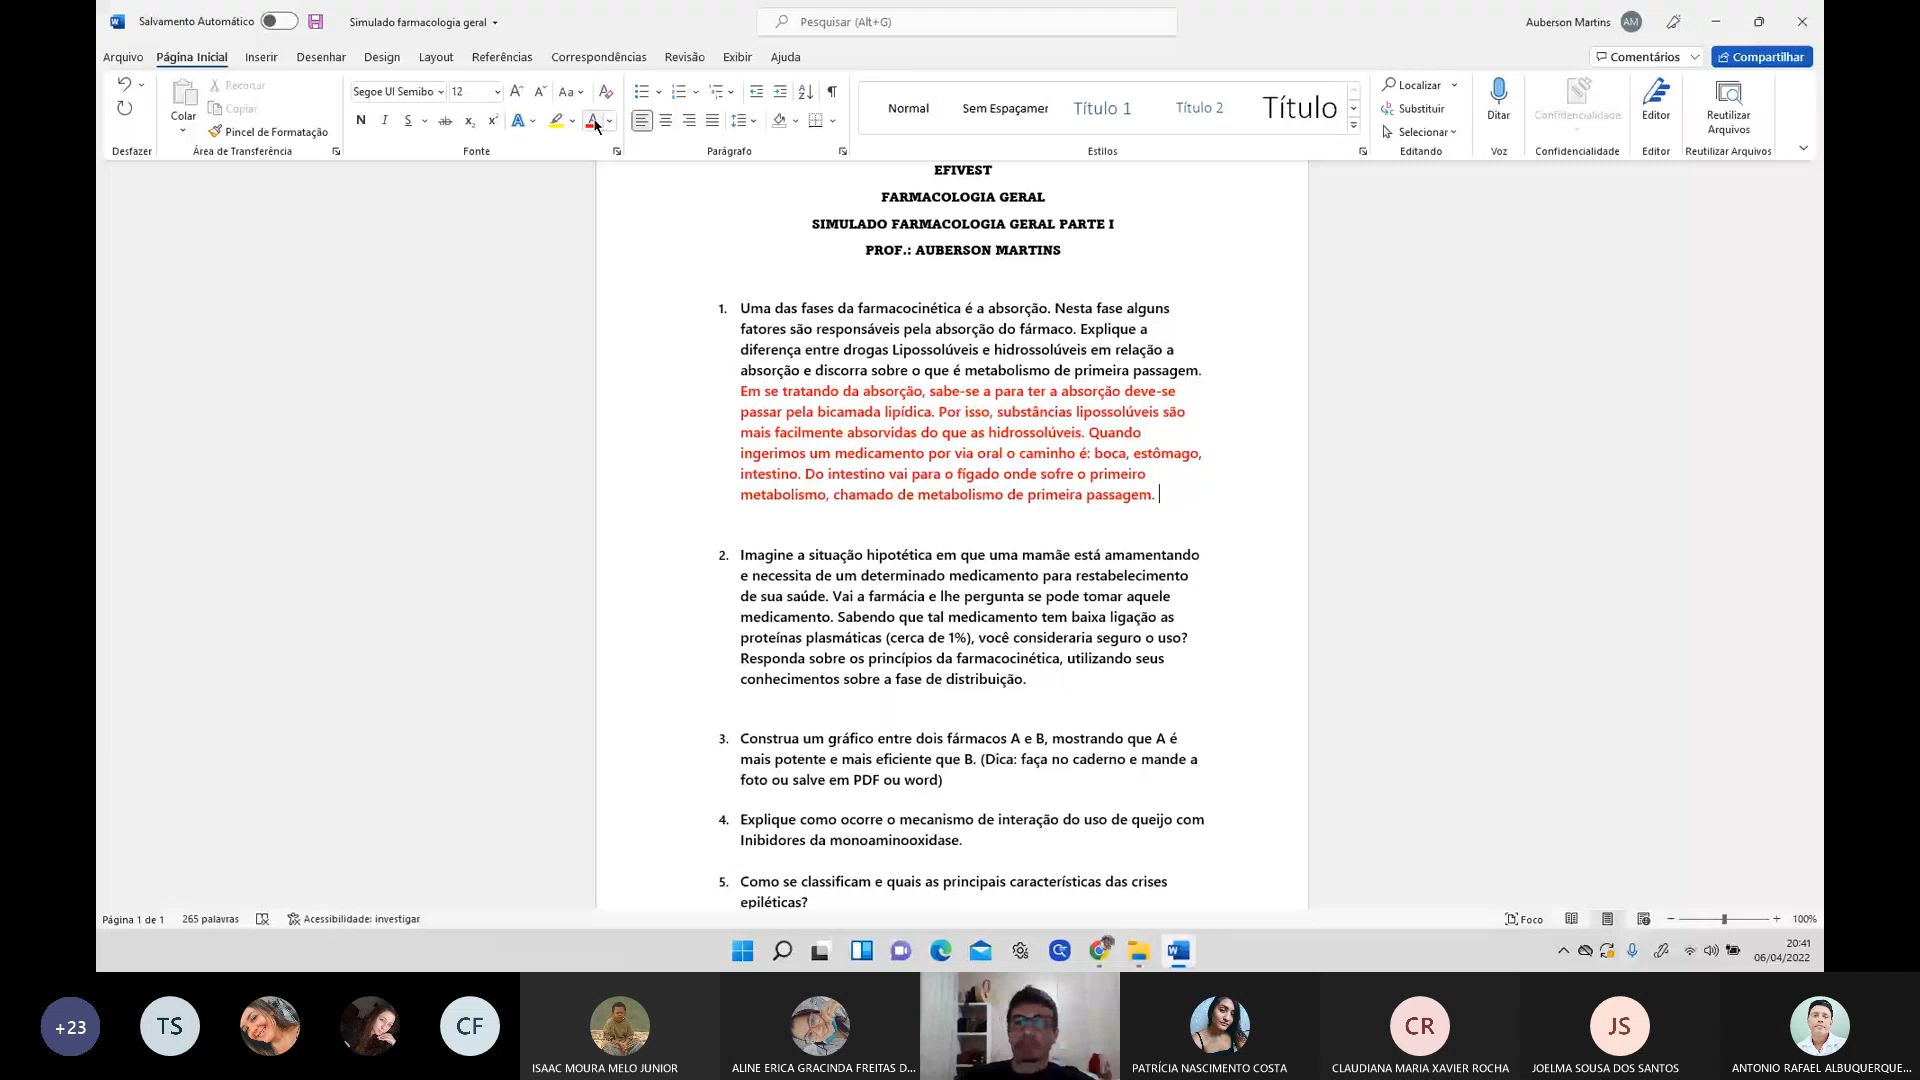 Salvamento Automático
Simulado farmacologia geral
Pesquisar (Alt+G)
Auberson Martins
AM
Arquivo
Página Inicial
Inserir
Desenhar
Design
Layout
Referências
Correspondências
Revisão
Exibir
Ajuda
Comentários
Compartilhar
Colar
Recortar
Copiar
Pincel de Formatação
Segoe UI Semibo
12
Aa
N
I
S
ab
Normal
Sem Espaçamer
Título 1
Título 2
Título
Localizar
Substituir
Selecionar
Ditar
Confidencialidade
Editor
Reutilizar
Arquivos
Desfazer
Área de Transferência
Fonte
Parágrafo
Estilos
Editando
Voz
Confidencialidade
Editor
Reutilizar Arquivos
EFIVEST
FARMACOLOGIA GERAL
SIMULADO FARMACOLOGIA GERAL PARTE I
PROF.: AUBERSON MARTINS
1. Uma das fases da farmacocinética é a absorção. Nesta fase alguns
fatores são responsáveis pela absorção do fármaco. Explique a
diferença entre drogas Lipossolúveis e hidrossolúveis em relação a
absorção e discorra sobre o que é metabolismo de primeira passagem.
Em se tratando da absorção, sabe-se a para ter a absorção deve-se
passar pela bicamada lipídica. Por isso, substâncias lipossolúveis são
mais facilmente absorvidas do que as hidrossolúveis. Quando
ingerimos um medicamento por via oral o caminho é: boca, estômago,
intestino. Do intestino vai para o fígado onde sofre o primeiro
metabolismo, chamado de metabolismo de primeira passagem.
2. Imagine a situação hipotética em que uma mamãe está amamentando
e necessita de um determinado medicamento para restabelecimento
de sua saúde. Vai a farmácia e lhe pergunta se pode tomar aquele
medicamento. Sabendo que tal medicamento tem baixa ligação as
proteínas plasmáticas (cerca de 1%), você consideraria seguro o uso?
Responda sobre os princípios da farmacocinética, utilizando seus
conhecimentos sobre a fase de distribuição.
3. Construa um gráfico entre dois fármacos A e B, mostrando que A é
mais potente e mais eficiente que B. (Dica: faça no caderno e mande a
foto ou salve em PDF ou word)
4. Explique como ocorre o mecanismo de interação do uso de queijo com
Inibidores da monoaminooxidase.
5. Como se classificam e quais as principais características das crises
epiléticas?
Página 1 de 1
265 palavras
Acessibilidade: investigar
Foco
100%
20:41
06/04/2022
+23
TS
CF
CR
JS
ISAAC MOURA MELO JUNIOR
ALINE ERICA GRACINDA FREITAS D...
PATRÍCIA NASCIMENTO COSTA
CLAUDIANA MARIA XAVIER ROCHA
JOELMA SOUSA DOS SANTOS
ANTONIO RAFAEL ALBUQUERQUE...